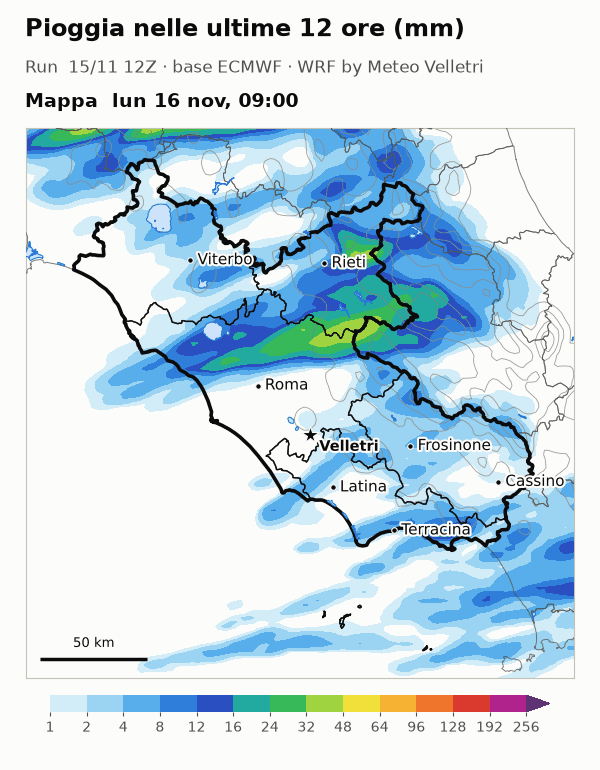 Pioggia nelle ultime 12 ore (mm)
Run  15/11 12Z · base ECMWF · WRF by Meteo Velletri
Mappa  lun 16 nov, 09:00
Viterbo
Rieti
Roma
Velletri
Frosinone
Cassino
Latina
Terracina
50 km
1 2 4 8 12 16 24 32 48 64 96 128 192 256